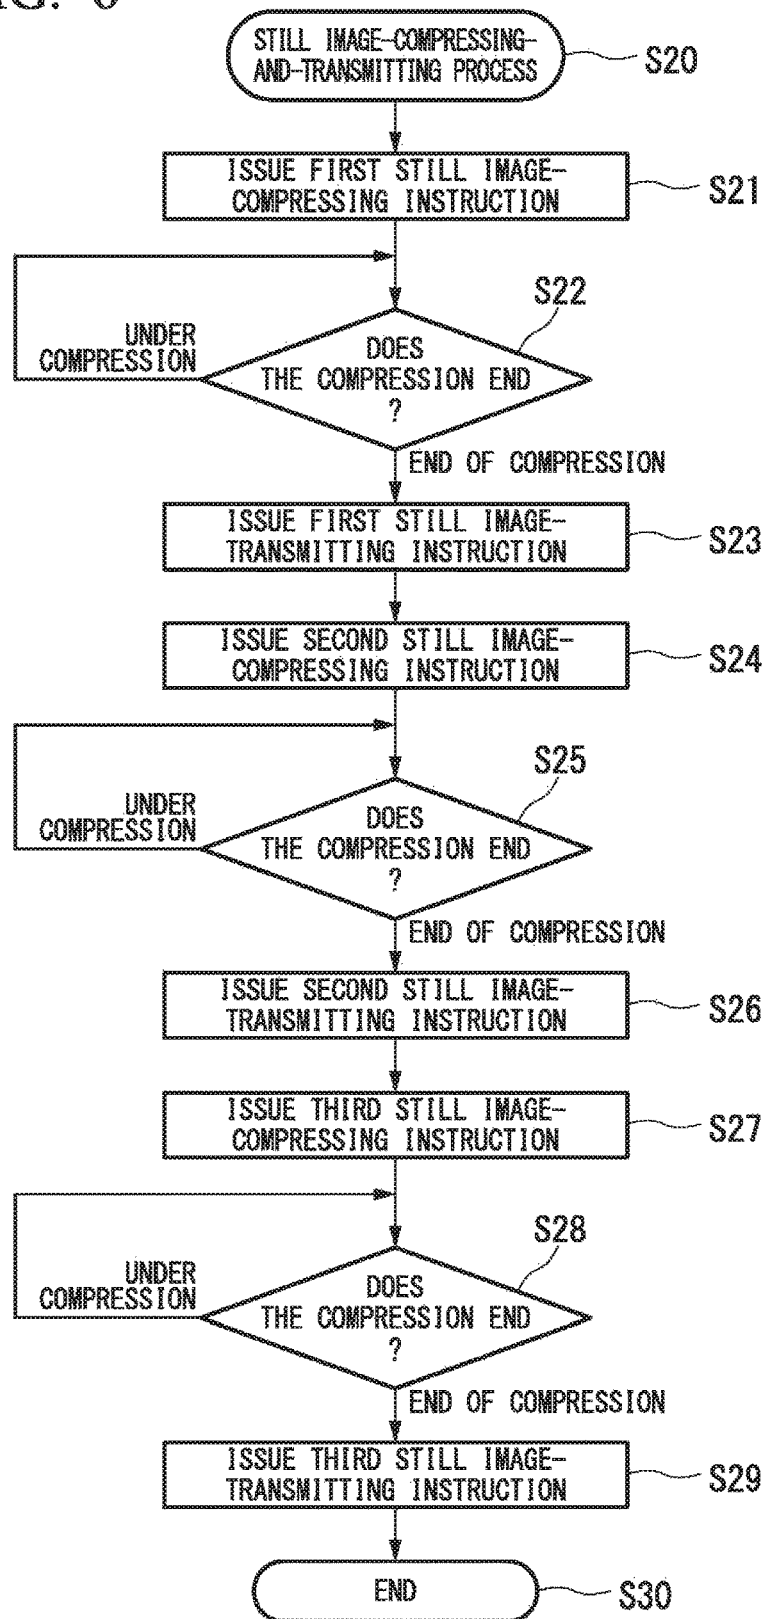 STILL IMAGE-COMPRESSING-
AND-TRANSMITTING PROCESS
S20
ISSUE FIRST STILL IMAGE-
COMPRESSING INSTRUCTION
S21
S22
UNDER
COMPRESSION
DOES
THE COMPRESSION END
?
END OF COMPRESSION
ISSUE FIRST STILL IMAGE-
TRANSMITTING INSTRUCTION
S23
ISSUE SECOND STILL IMAGE-
COMPRESSING INSTRUCTION
S24
S25
UNDER
COMPRESSION
DOES
THE COMPRESSION END
?
END OF COMPRESSION
ISSUE SECOND STILL IMAGE-
TRANSMITTING INSTRUCTION
S26
ISSUE THIRD STILL IMAGE-
COMPRESSING INSTRUCTION
S27
S28
UNDER
COMPRESSION
DOES
THE COMPRESSION END
?
END OF COMPRESSION
ISSUE THIRD STILL IMAGE-
TRANSMITTING INSTRUCTION
S29
END
S30